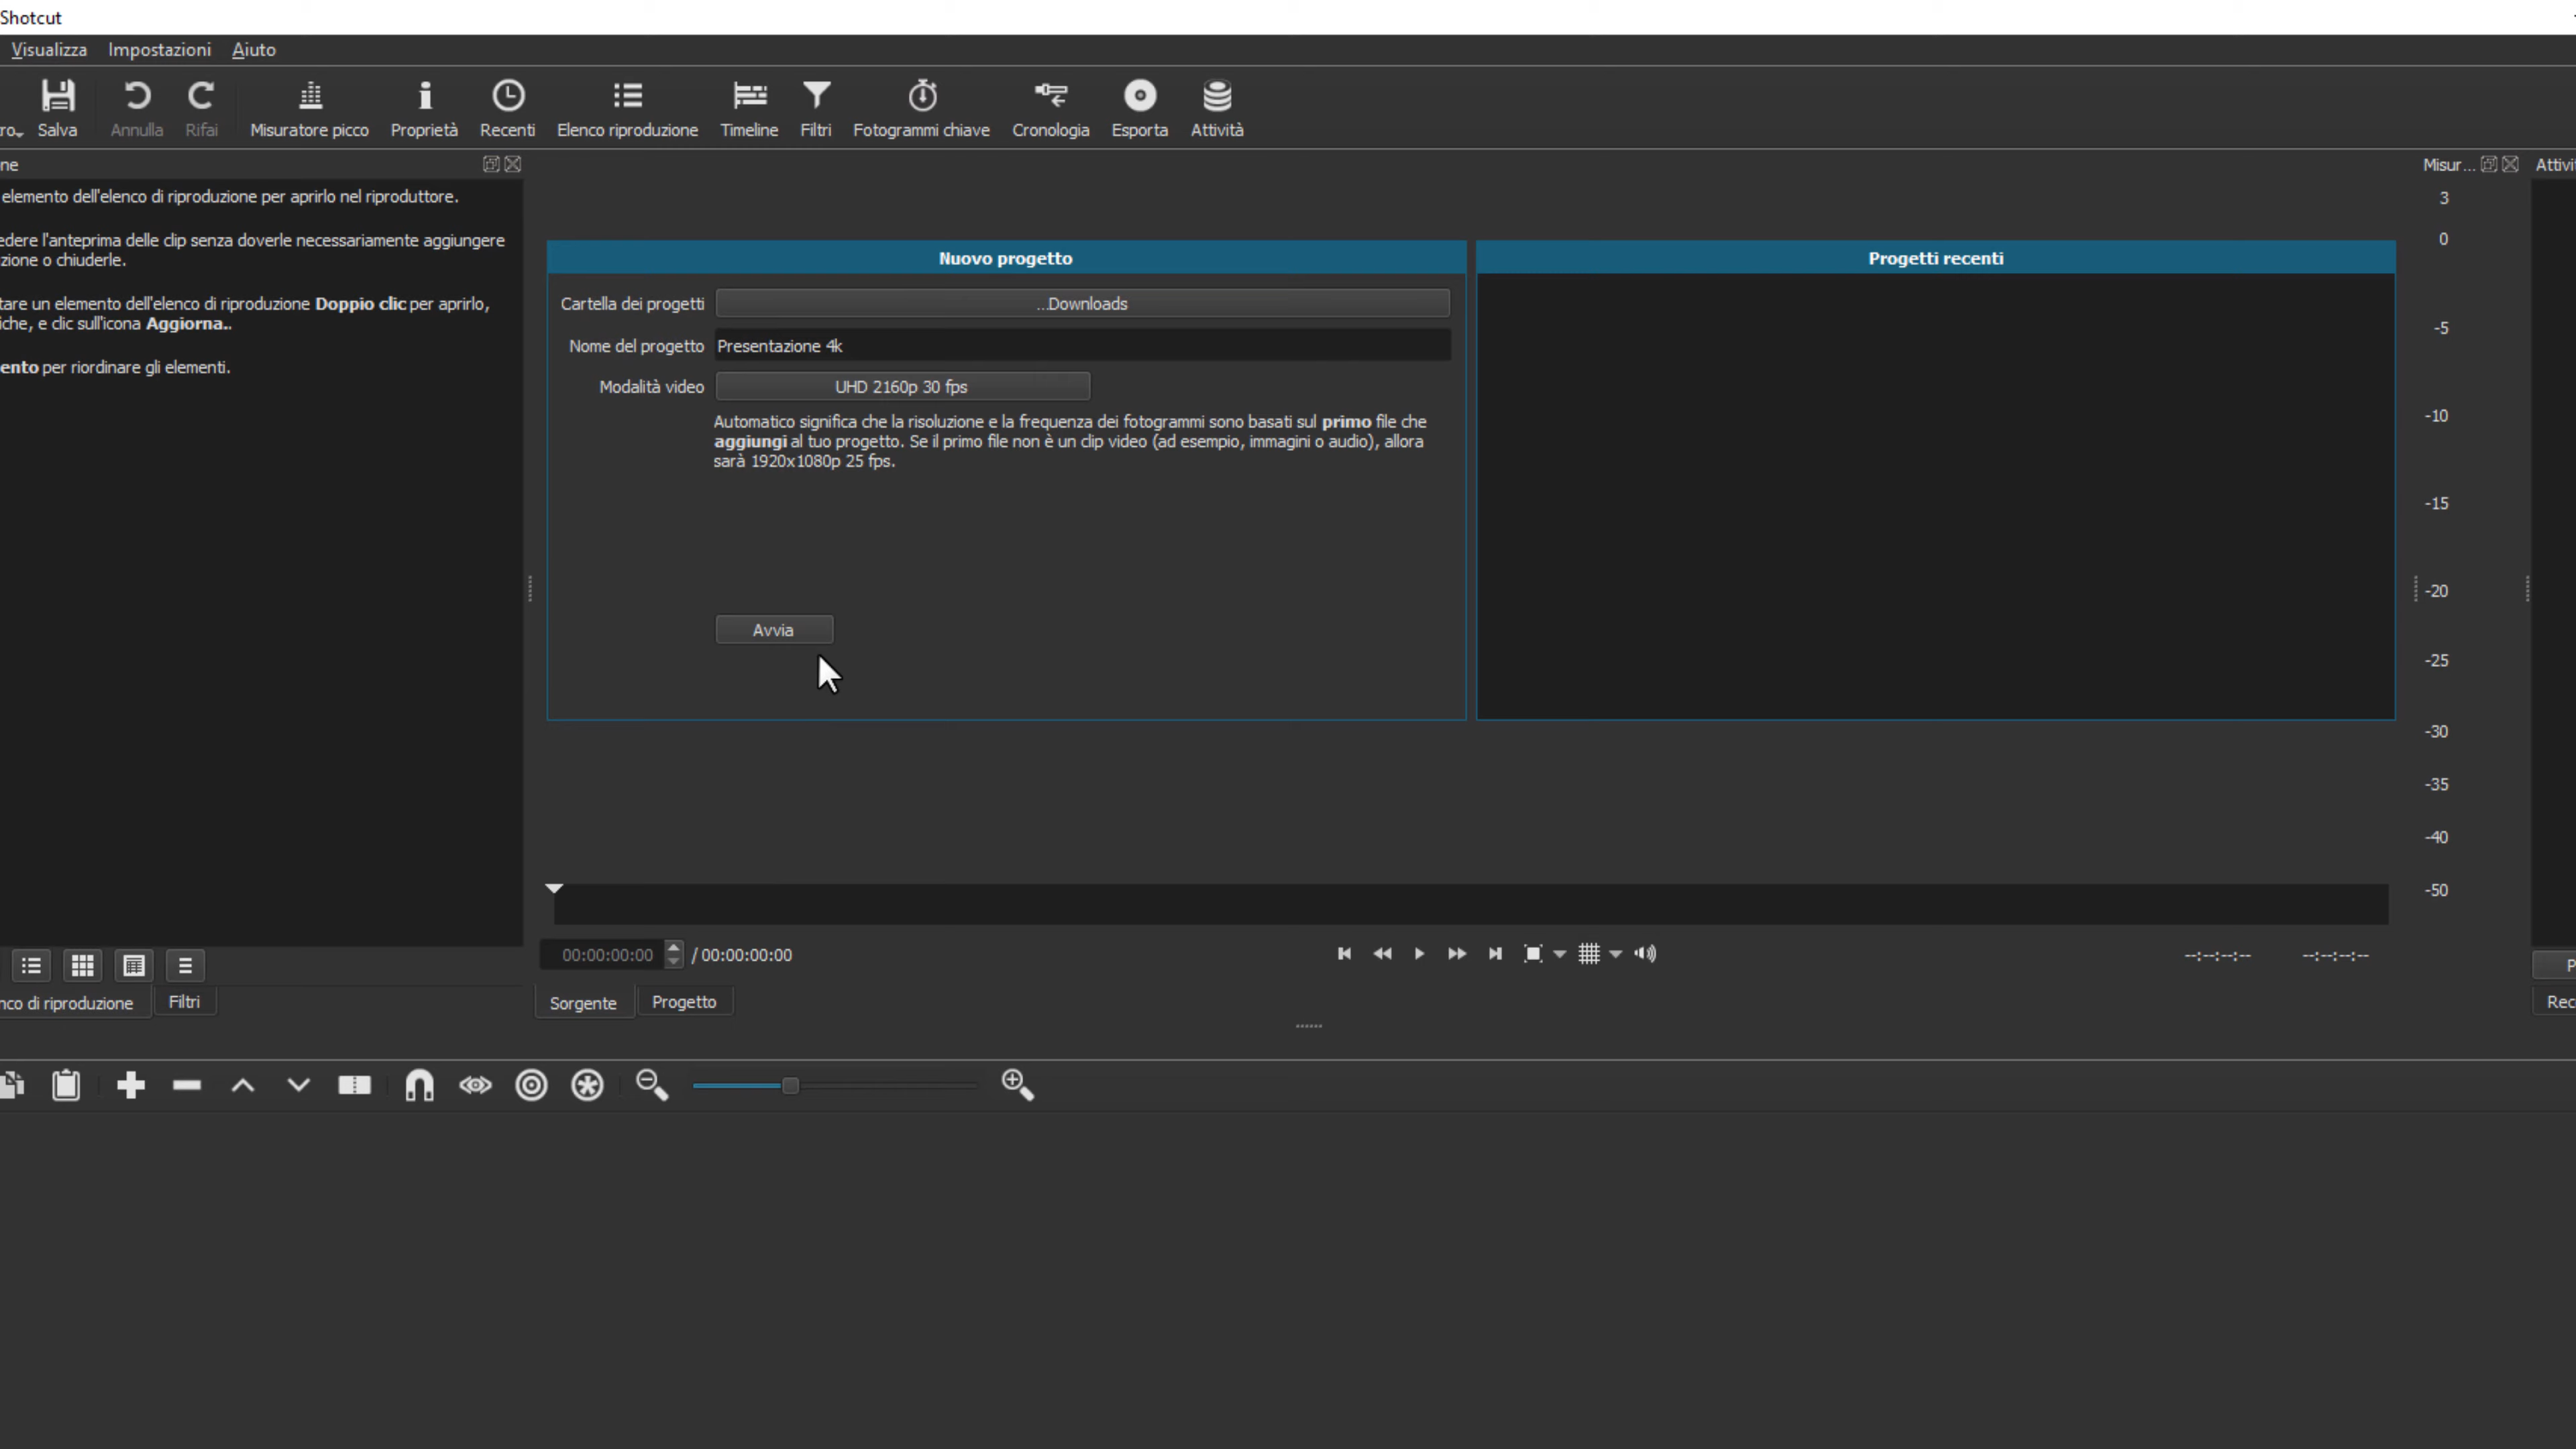 Shotcut
Visualizza Impostazioni Aiuto
Salva Annulla Rifai Misuratore picco Proprietà Recenti Elenco riproduzione Timeline Filtri Fotogrammi chiave Cronologia Esporta Attività
Misur...
elemento dell'elenco di riproduzione per aprirlo nel riproduttore.
edere l'anteprima delle clip senza doverle necessariamente aggiungere
zione o chiuderle.
tare un elemento dell'elenco di riproduzione Doppio clic per aprirlo,
iche, e clic sull'icona Aggiorna..
ento per riordinare gli elementi.
Nuovo progetto
Cartella dei progetti ...Downloads
Nome del progetto Presentazione 4k
Modalità video UHD 2160p 30 fps
Automatico significa che la risoluzione e la frequenza dei fotogrammi sono basati sul primo file che
aggiungi al tuo progetto. Se il primo file non è un clip video (ad esempio, immagini o audio), allora
sarà 1920x1080p 25 fps.
Avvia
Progetti recenti
3
0
-5
-10
-15
-20
-25
-30
-35
-40
-50
00:00:00:00 / 00:00:00:00
--:--:--:-- --:--:--:--
nco di riproduzione Filtri
Sorgente Progetto
Rec